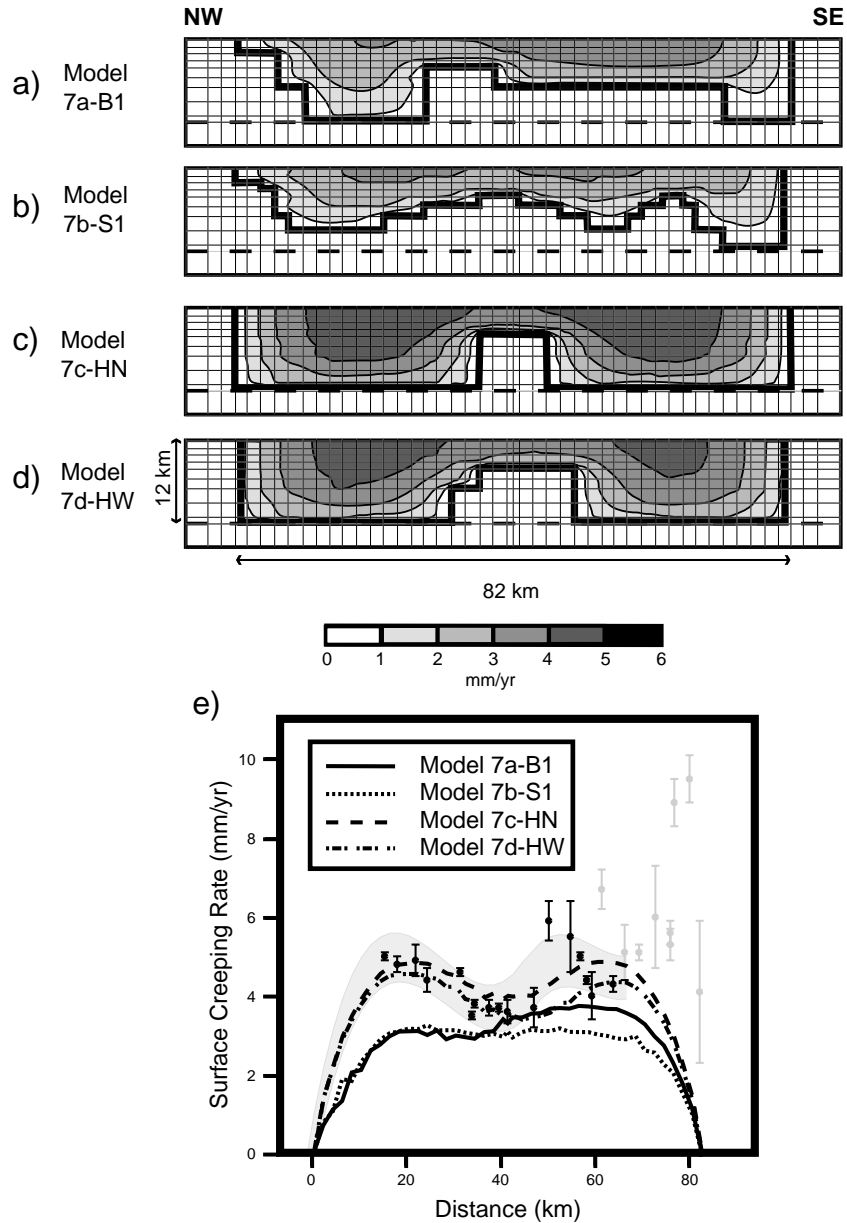 NW SE
a) Model
7a-B1
b) Model
7b-S1
c) Model
7c-HN
d) Model
7d-HW
12 km
82 km
0 1 2 3 4 5 6
mm/yr
e)
Model 7a-B1
Model 7b-S1
Model 7c-HN
Model 7d-HW
Surface Creeping Rate (mm/yr)
10
8
6
4
2
0
0 20 40 60 80
Distance (km)